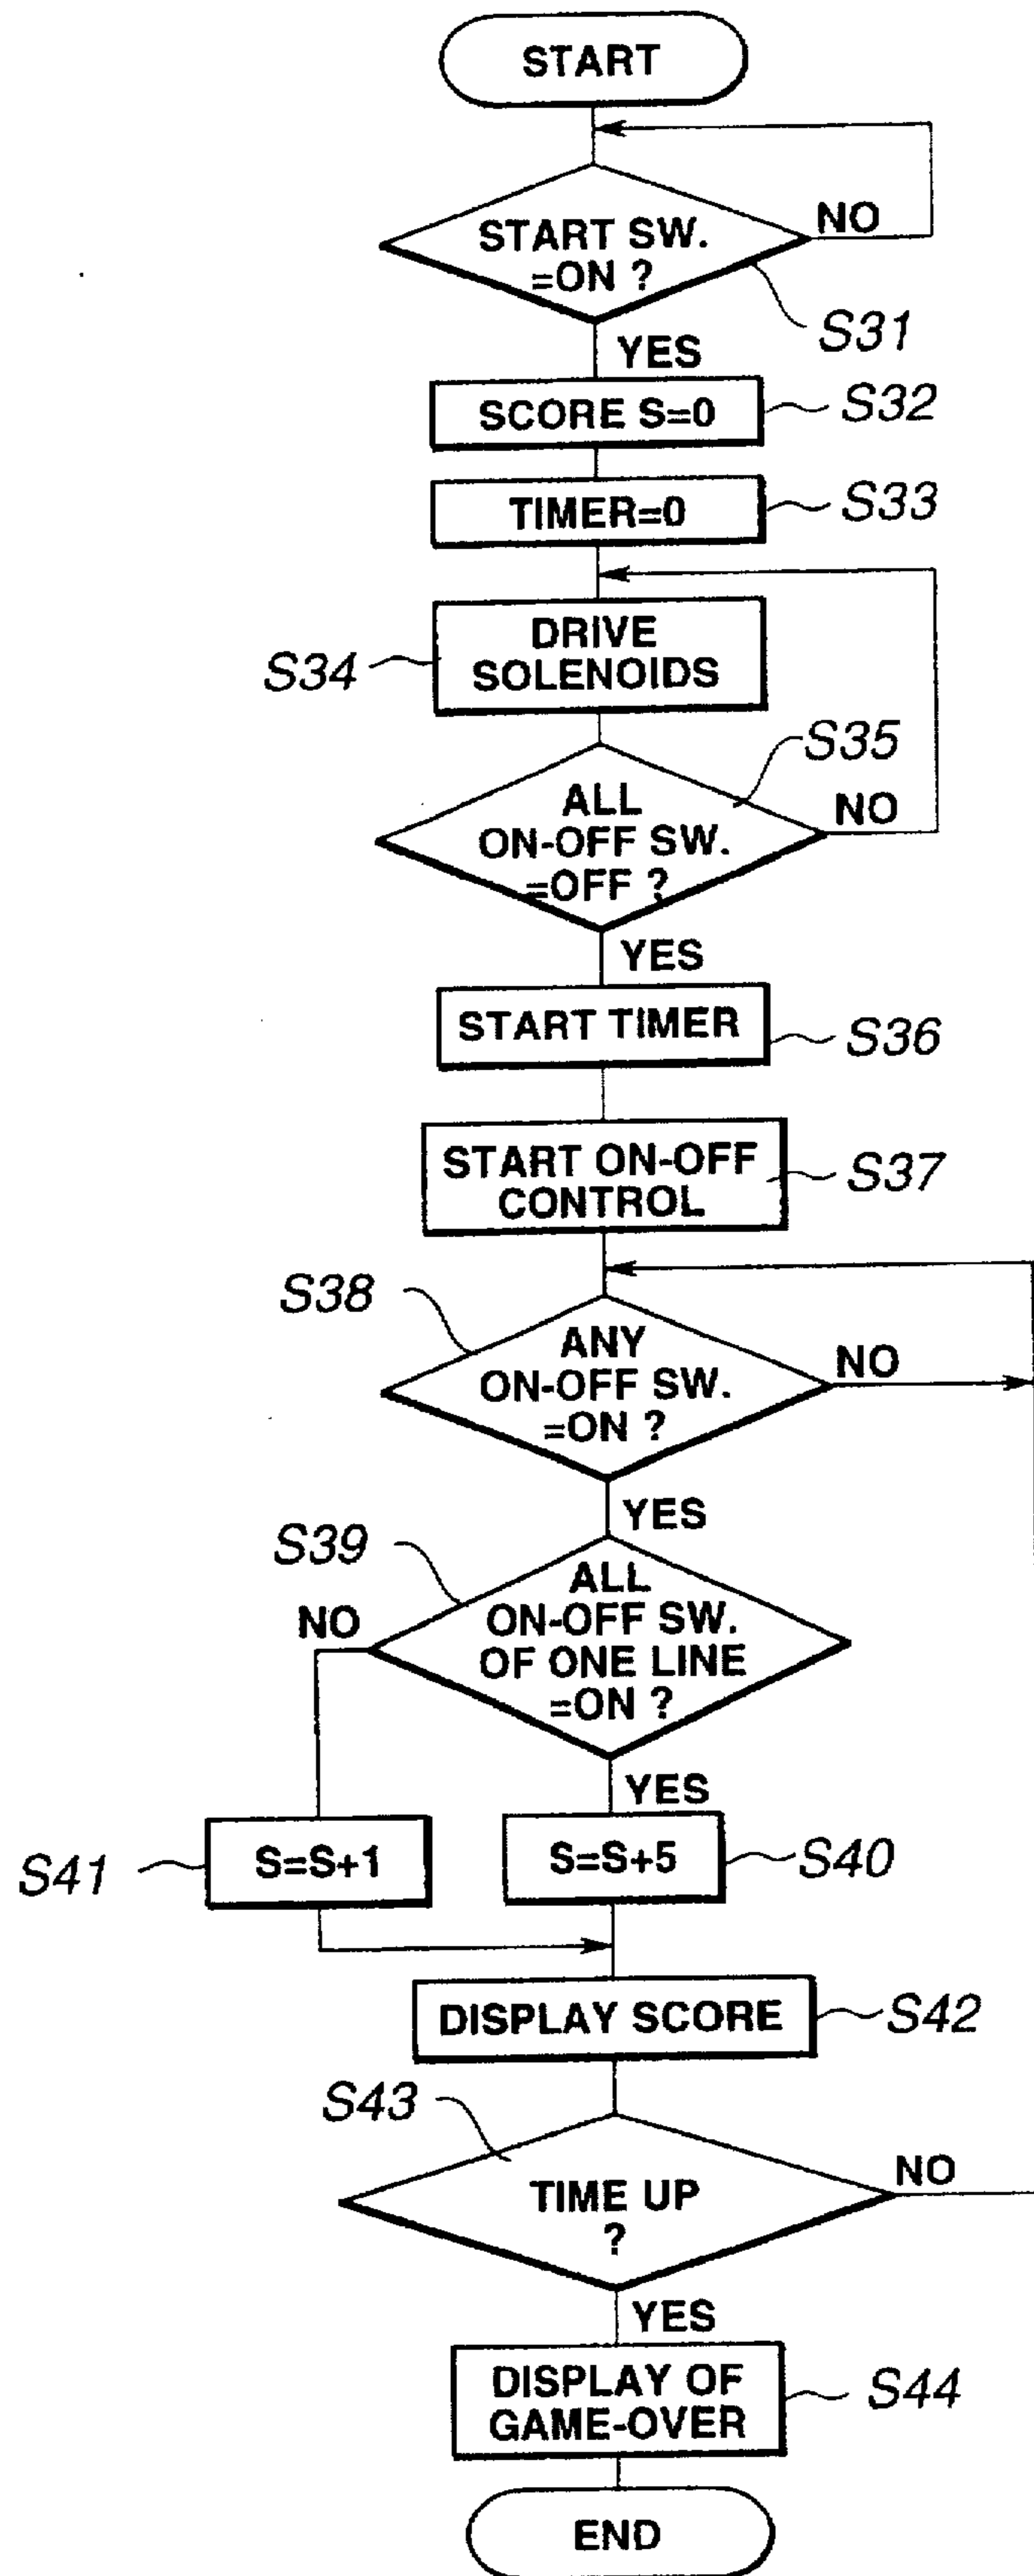 START
START SW.
=ON ?
NO
S31
YES
SCORE S=0
S32
TIMER=0
S33
DRIVE
SOLENOIDS
S34
S35
ALL
ON-OFF SW.
=OFF ?
NO
YES
START TIMER
S36
START ON-OFF
CONTROL
S37
S38
ANY
ON-OFF SW.
=ON ?
NO
YES
S39
NO
ALL
ON-OFF SW.
OF ONE LINE
=ON ?
YES
S41
S=S+1
S=S+5
S40
DISPLAY SCORE
S42
S43
TIME UP
?
NO
YES
DISPLAY OF
GAME-OVER
S44
END